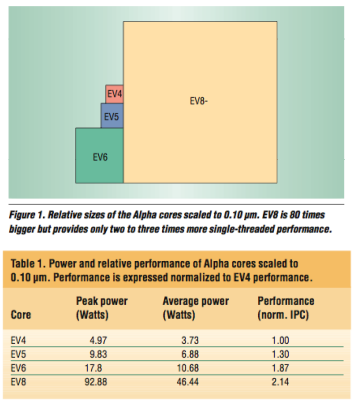 EV4
EV5
EV6
EV8-
Figure 1. Relative sizes of the Alpha cores scaled to 0.10 µm. EV8 is 80 times
bigger but provides only two to three times more single-threaded performance.
Table 1. Power and relative performance of Alpha cores scaled to
0.10 µm. Performance is expressed normalized to EV4 performance.
Peak power Average power Performance
Core (Watts) (Watts) (norm. IPC)
EV4 4.97 3.73 1.00
EV5 9.83 6.88 1.30
EV6 17.8 10.68 1.87
EV8 92.88 46.44 2.14